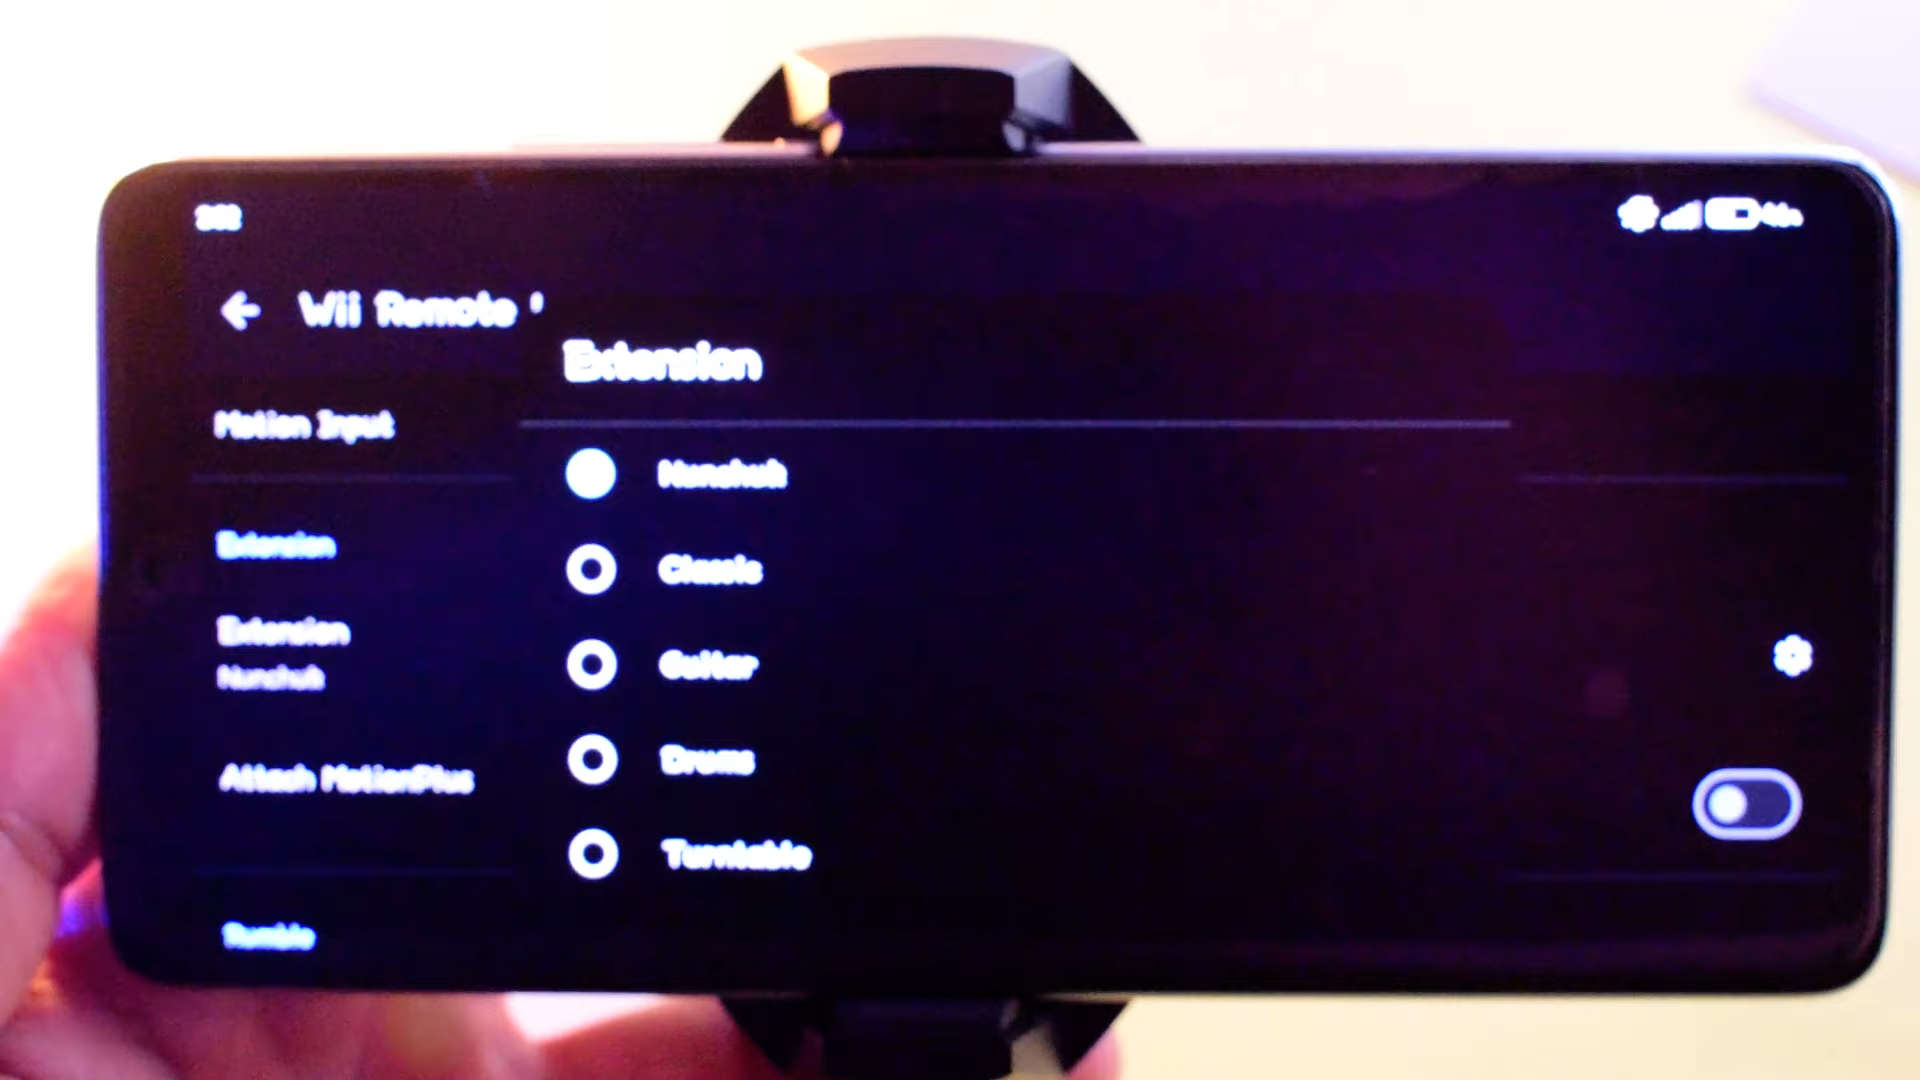 Wii Remote
Extension
Motion Input
Nunchuk
Extension
Classic
Extension
Nunchuk
Guitar
Attach MotionPlus
Drums
Turntable
Rumble